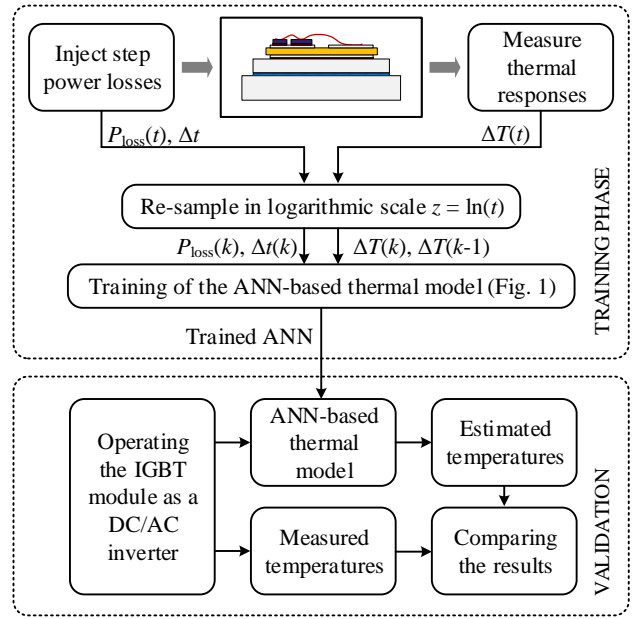 Inject step
power losses
Measure
thermal
responses
P_loss(t), Δt
ΔT(t)
Re-sample in logarithmic scale z = ln(t)
P_loss(k), Δt(k)
ΔT(k), ΔT(k-1)
Training of the ANN-based thermal model (Fig. 1)
TRAINING PHASE
Trained ANN
Operating
the IGBT
module as a
DC/AC
inverter
ANN-based
thermal
model
Estimated
temperatures
Measured
temperatures
Comparing
the results
VALIDATION